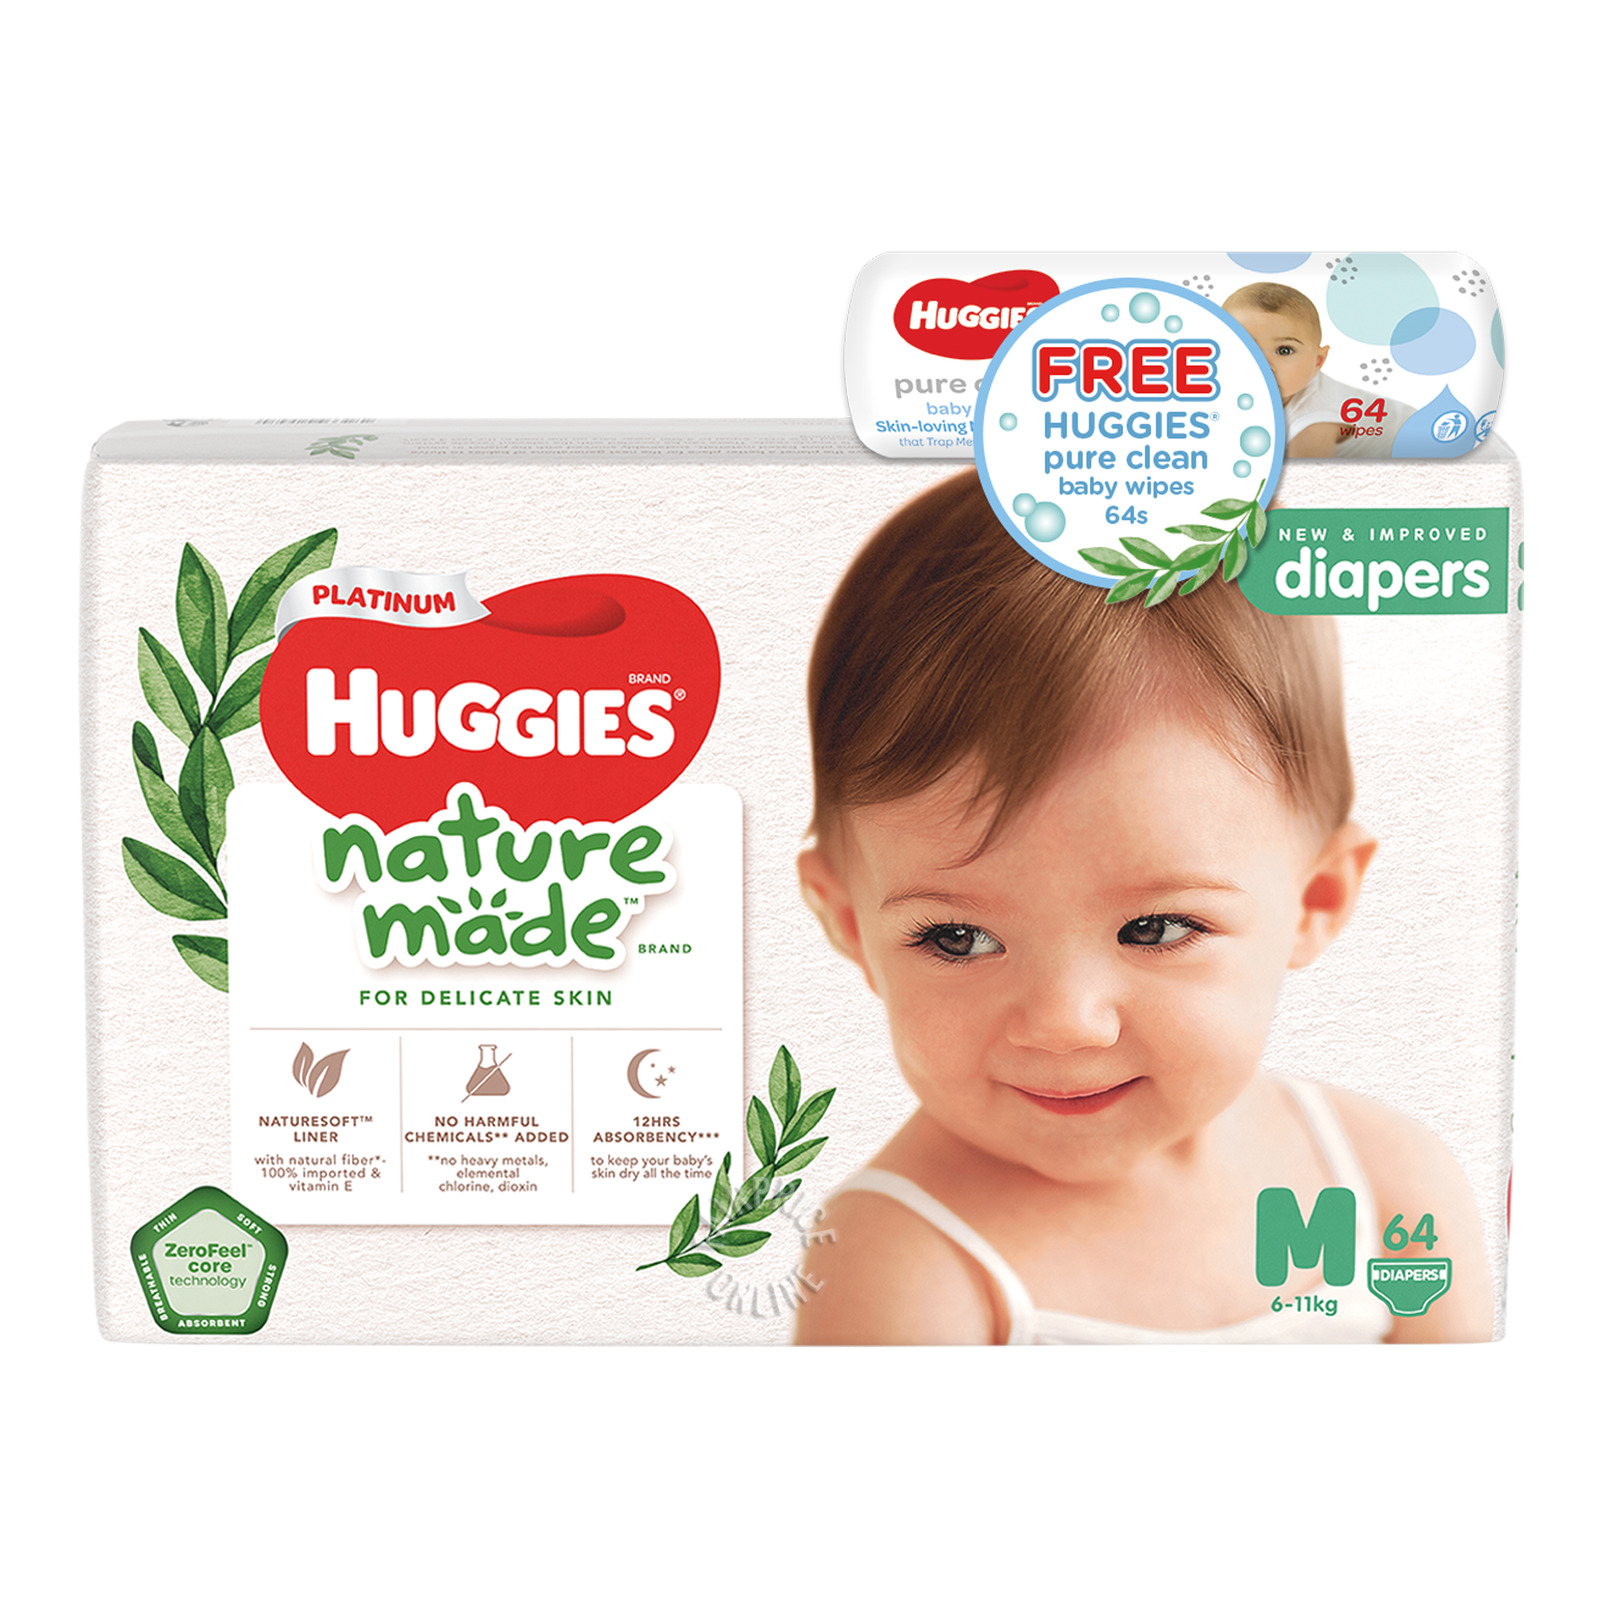 HUGGIES
pure
baby
Skin-loving
that Trap
FREE
HUGGIES®
pure clean
baby wipes
64s
64
wipes
NEW & IMPROVED
diapers
PLATINUM
BRAND
HUGGIES®
nature
made™
BRAND
FOR DELICATE SKIN
NATURESOFT™
LINER
with natural fiber*-
100% imported &
vitamin E
NO HARMFUL
CHEMICALS** ADDED
**no heavy metals,
elemental
chlorine, dioxin
12HRS
ABSORBENCY***
to keep your baby's
skin dry all the time
THIN
SOFT
STRONG
ABSORBENT
BREATHABLE
ZeroFeel™
core
technology
FAIRPRICE
ONLINE
M
6-11kg
64
DIAPERS